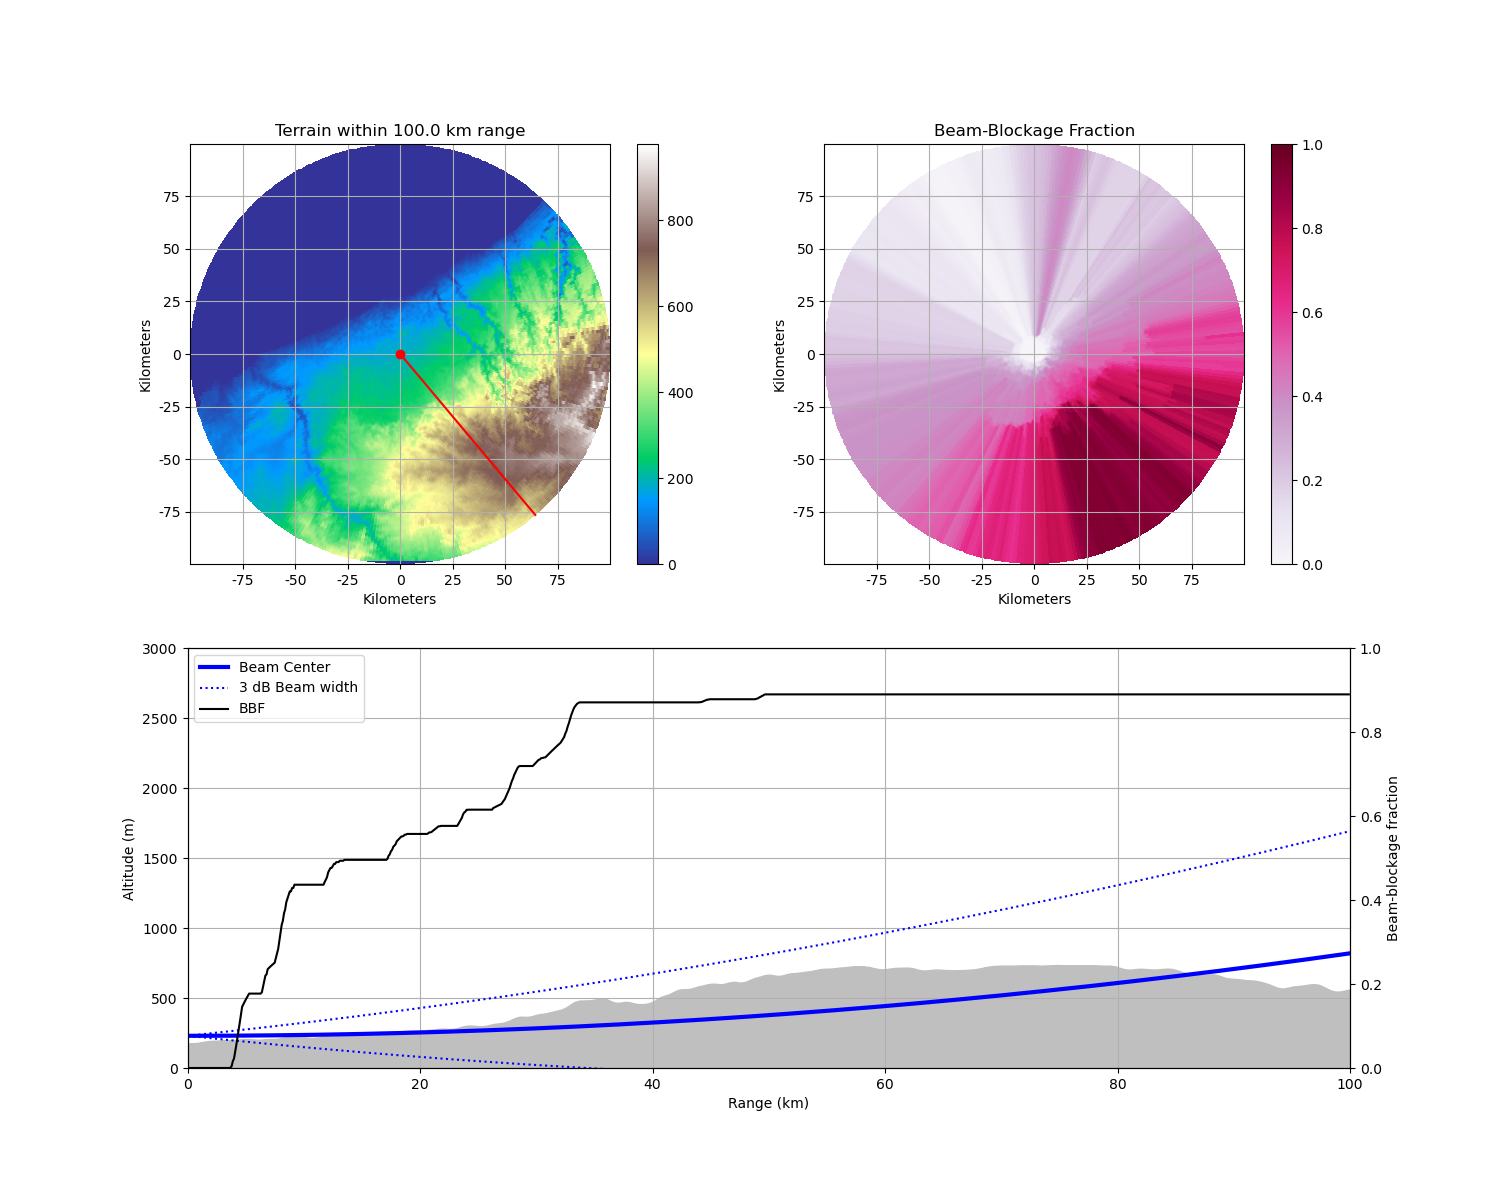 Terrain within 100.0 km range
Beam-Blockage Fraction
75
50
25
0
-25
-50
-75
Kilometers
-75 -50 -25 0 25 50 75
Kilometers
800
600
400
200
0
75
50
25
0
-25
-50
-75
Kilometers
-75 -50 -25 0 25 50 75
Kilometers
1.0
0.8
0.6
0.4
0.2
0.0
3000
2500
2000
1500
1000
500
0
Altitude (m)
Beam Center
3 dB Beam width
BBF
0 20 40 60 80 100
Range (km)
1.0
0.8
0.6
0.4
0.2
0.0
Beam-blockage fraction